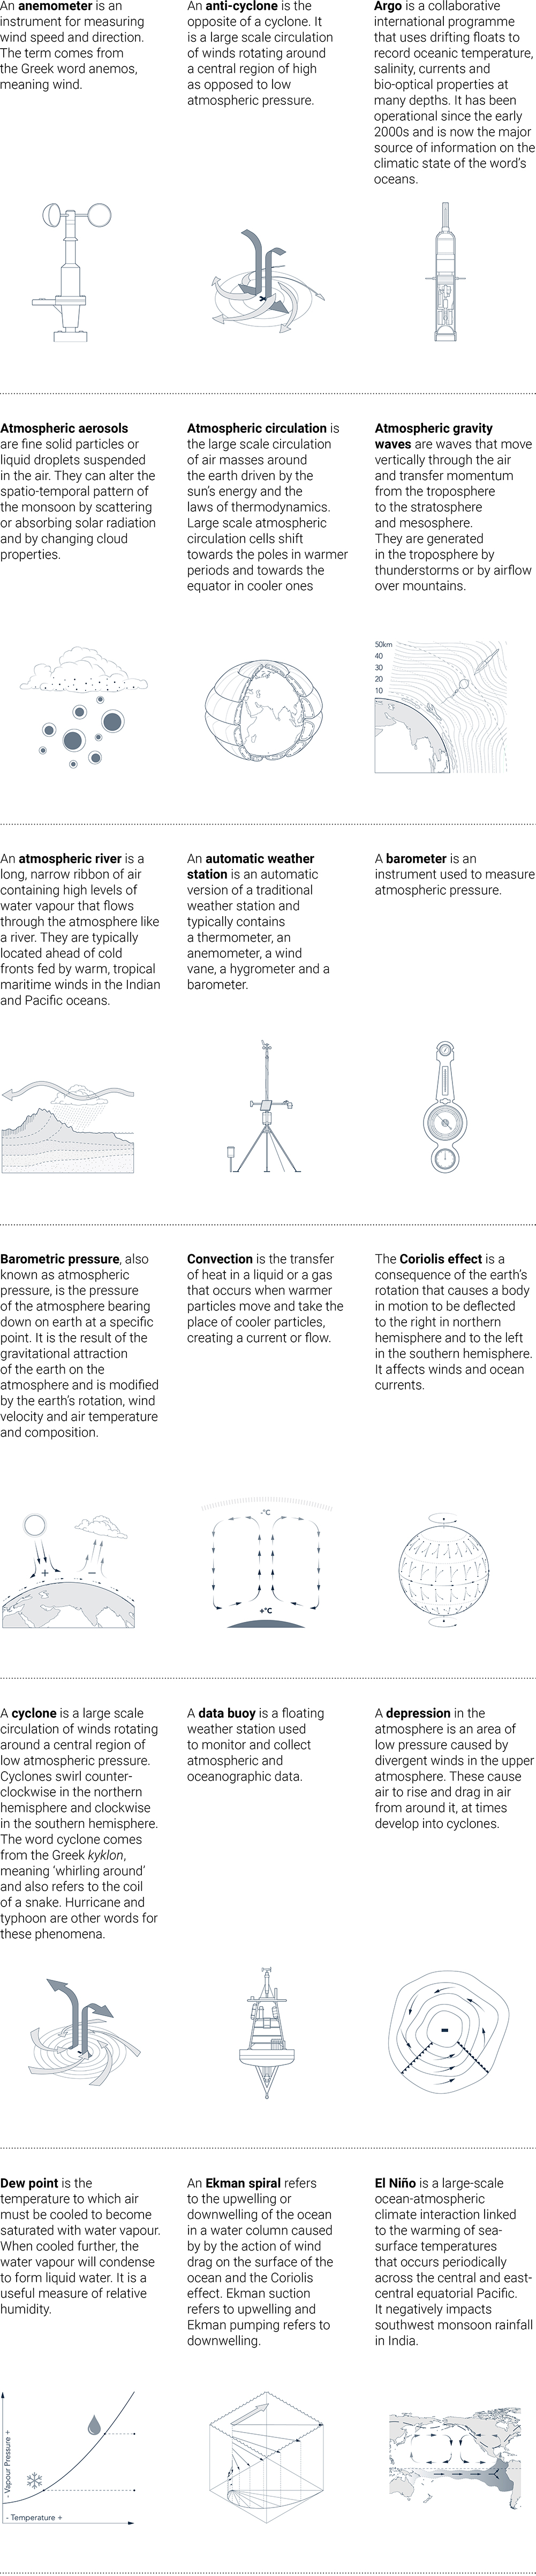 An anemometer is an
instrument for measuring
wind speed and direction.
The term comes from
the Greek word anemos,
meaning wind.
An anti-cyclone is the
opposite of a cyclone. It
is a large scale circulation
of winds rotating around
a central region of high
as opposed to low
atmospheric pressure.
Argo is a collaborative
international programme
that uses drifting floats to
record oceanic temperature,
salinity, currents and
bio-optical properties at
many depths. It has been
operational since the early
2000s and is now the major
source of information on the
climatic state of the word's
oceans.
Atmospheric aerosols
are fine solid particles or
liquid droplets suspended
in the air. They can alter the
spatio-temporal pattern of
the monsoon by scattering
or absorbing solar radiation
and by changing cloud
properties.
Atmospheric circulation is
the large scale circulation
of air masses around
the earth driven by the
sun's energy and the
laws of thermodynamics.
Large scale atmospheric
circulation cells shift
towards the poles in warmer
periods and towards the
equator in cooler ones
Atmospheric gravity
waves are waves that move
vertically through the air
and transfer momentum
from the troposphere
to the stratosphere
and mesosphere.
They are generated
in the troposphere by
thunderstorms or by airflow
over mountains.
50km
40
30
20
10
An atmospheric river is a
long, narrow ribbon of air
containing high levels of
water vapour that flows
through the atmosphere like
a river. They are typically
located ahead of cold
fronts fed by warm, tropical
maritime winds in the Indian
and Pacific oceans.
An automatic weather
station is an automatic
version of a traditional
weather station and
typically contains
a thermometer, an
anemometer, a wind
vane, a hygrometer and a
barometer.
A barometer is an
instrument used to measure
atmospheric pressure.
Barometric pressure, also
known as atmospheric
pressure, is the pressure
of the atmosphere bearing
down on earth at a specific
point. It is the result of the
gravitational attraction
of the earth on the
atmosphere and is modified
by the earth's rotation, wind
velocity and air temperature
and composition.
Convection is the transfer
of heat in a liquid or a gas
that occurs when warmer
particles move and take the
place of cooler particles,
creating a current or flow.
The Coriolis effect is a
consequence of the earth's
rotation that causes a body
in motion to be deflected
to the right in northern
hemisphere and to the left
in the southern hemisphere.
It affects winds and ocean
currents.
+ −
-°C
+°C
A cyclone is a large scale
circulation of winds rotating
around a central region of
low atmospheric pressure.
Cyclones swirl counter-
clockwise in the northern
hemisphere and clockwise
in the southern hemisphere.
The word cyclone comes
from the Greek kyklon,
meaning 'whirling around'
and also refers to the coil
of a snake. Hurricane and
typhoon are other words for
these phenomena.
A data buoy is a floating
weather station used
to monitor and collect
atmospheric and
oceanographic data.
A depression in the
atmosphere is an area of
low pressure caused by
divergent winds in the upper
atmosphere. These cause
air to rise and drag in air
from around it, at times
develop into cyclones.
Dew point is the
temperature to which air
must be cooled to become
saturated with water vapour.
When cooled further, the
water vapour will condense
to form liquid water. It is a
useful measure of relative
humidity.
An Ekman spiral refers
to the upwelling or
downwelling of the ocean
in a water column caused
by by the action of wind
drag on the surface of the
ocean and the Coriolis
effect. Ekman suction
refers to upwelling and
Ekman pumping refers to
downwelling.
El Niño is a large-scale
ocean-atmospheric
climate interaction linked
to the warming of sea-
surface temperatures
that occurs periodically
across the central and east-
central equatorial Pacific.
It negatively impacts
southwest monsoon rainfall
in India.
- Vapour Pressure +
- Temperature +